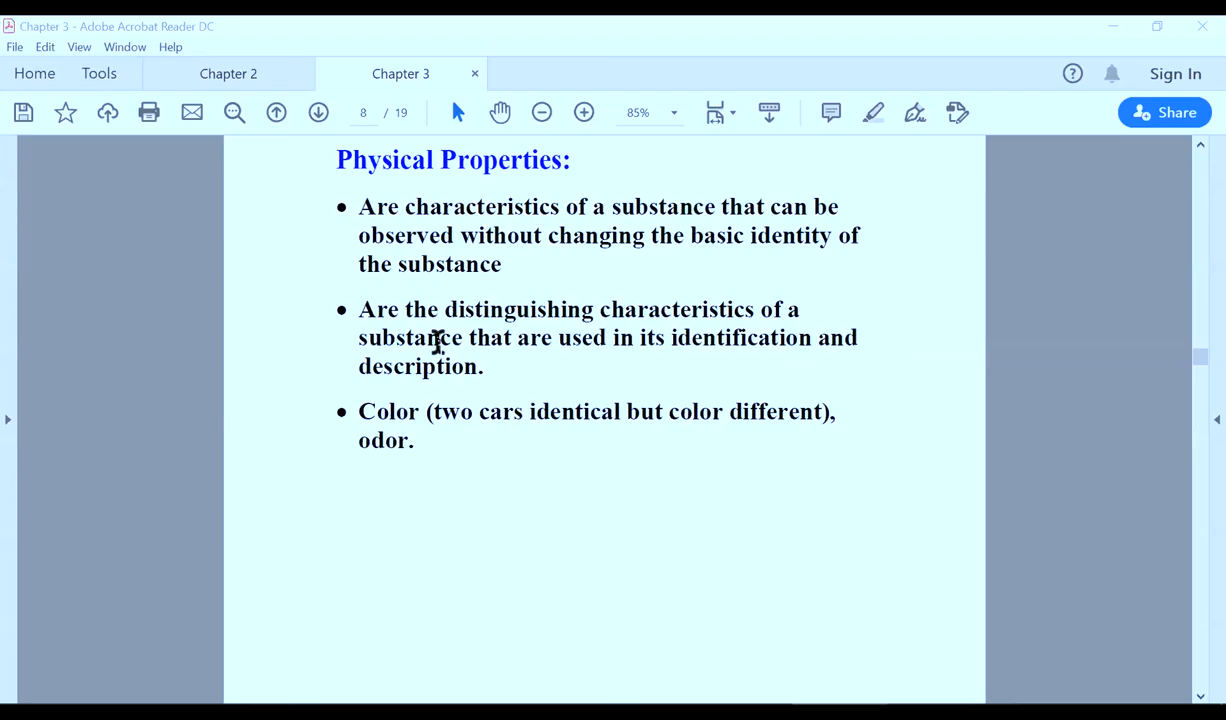 Chapter 3 - Adobe Acrobat Reader DC
File Edit View Window Help
Home Tools Chapter 2 Chapter 3 × ? Sign In
8 / 19 85% Share
Physical Properties:
• Are characteristics of a substance that can be
observed without changing the basic identity of
the substance
• Are the distinguishing characteristics of a
substance that are used in its identification and
description.
• Color (two cars identical but color different),
odor.